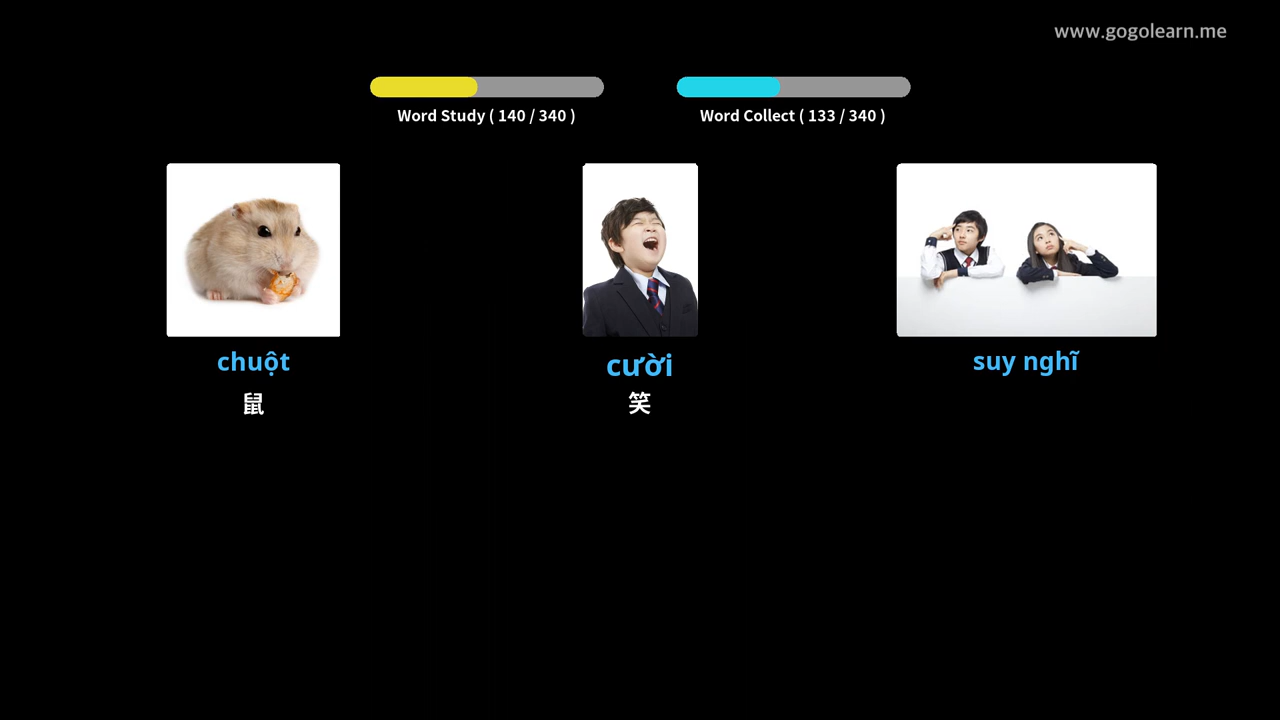 www.gogolearn.me
Word Study ( 140 / 340 )
Word Collect ( 133 / 340 )
chuột
cười
suy nghĩ
鼠
笑